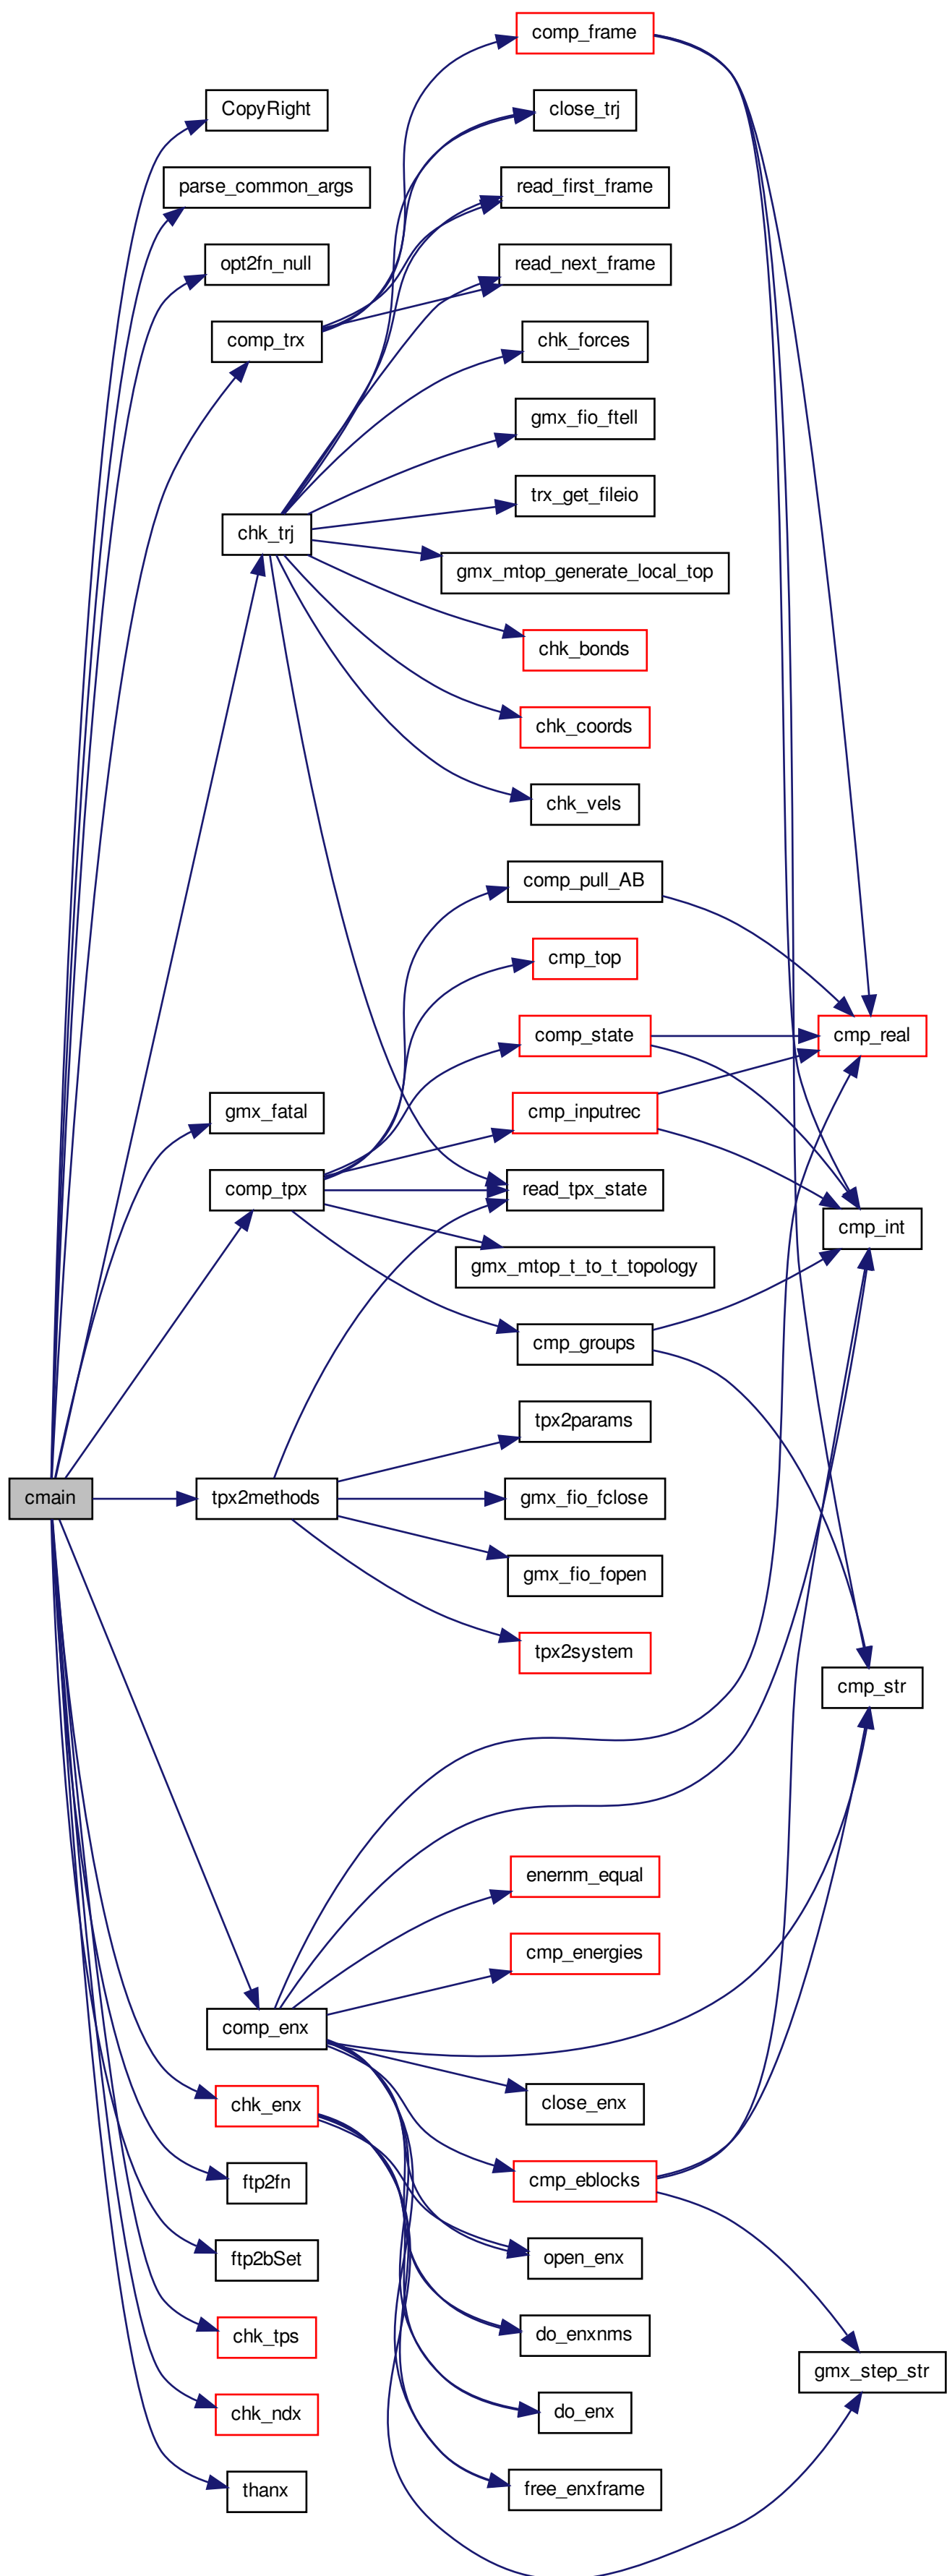 comp_frame
CopyRight
close_trj
parse_common_args
read_first_frame
opt2fn_null
read_next_frame
comp_trx
chk_forces
gmx_fio_ftell
trx_get_fileio
chk_trj
gmx_mtop_generate_local_top
chk_bonds
chk_coords
chk_vels
comp_pull_AB
cmp_top
comp_state
cmp_real
gmx_fatal
cmp_inputrec
comp_tpx
read_tpx_state
cmp_int
gmx_mtop_t_to_t_topology
cmp_groups
tpx2params
cmain
tpx2methods
gmx_fio_fclose
gmx_fio_fopen
tpx2system
cmp_str
enernm_equal
cmp_energies
comp_enx
chk_enx
close_enx
ftp2fn
cmp_eblocks
ftp2bSet
open_enx
chk_tps
do_enxnms
gmx_step_str
chk_ndx
do_enx
thanx
free_enxframe